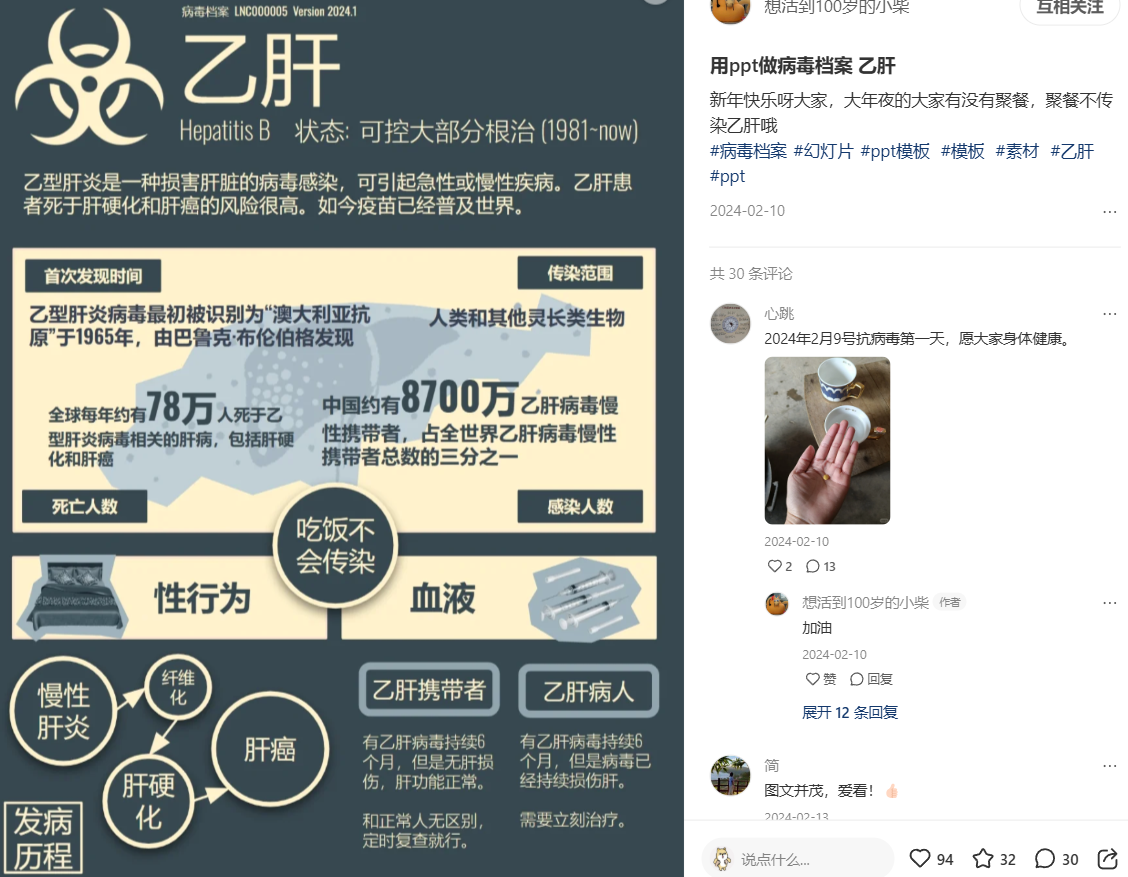 病毒档案 LNC000005 Version 2024.1
乙肝
Hepatitis B 状态: 可控大部分根治 (1981~now)
乙型肝炎是一种损害肝脏的病毒感染，可引起急性或慢性疾病。乙肝患
者死于肝硬化和肝癌的风险很高。如今疫苗已经普及世界。
首次发现时间
乙型肝炎病毒最初被识别为“澳大利亚抗
原”于1965年，由巴鲁克·布伦伯格发现
传染范围
人类和其他灵长类生物
全球每年约有78万人死于乙
型肝炎病毒相关的肝病，包括肝硬
化和肝癌
死亡人数
中国约有8700万乙肝病毒慢
性携带者，占全世界乙肝病毒慢性
携带者总数的三分之一
感染人数
吃饭不
会传染
性行为
血液
慢性
肝炎
纤维
化
肝硬
化
肝癌
发病
历程
乙肝携带者
有乙肝病毒持续6
个月，但是无肝损
伤，肝功能正常。
和正常人无区别，
定时复查就行。
乙肝病人
有乙肝病毒持续6
个月，但是病毒已
经持续损伤肝。
需要立刻治疗。
想活到100岁的小柴
互相关注
用ppt做病毒档案 乙肝
新年快乐呀大家，大年夜的大家有没有聚餐，聚餐不传
染乙肝哦
#病毒档案 #幻灯片 #ppt模板 #模板 #素材 #乙肝
#ppt
2024-02-10
共 30 条评论
心跳
2024年2月9号抗病毒第一天，愿大家身体健康。
2024-02-10
2 13
想活到100岁的小柴 作者
加油
2024-02-10
赞 回复
展开 12 条回复
简
图文并茂，爱看！👍🏻
2024-02-13
说点什么... 94 32 30